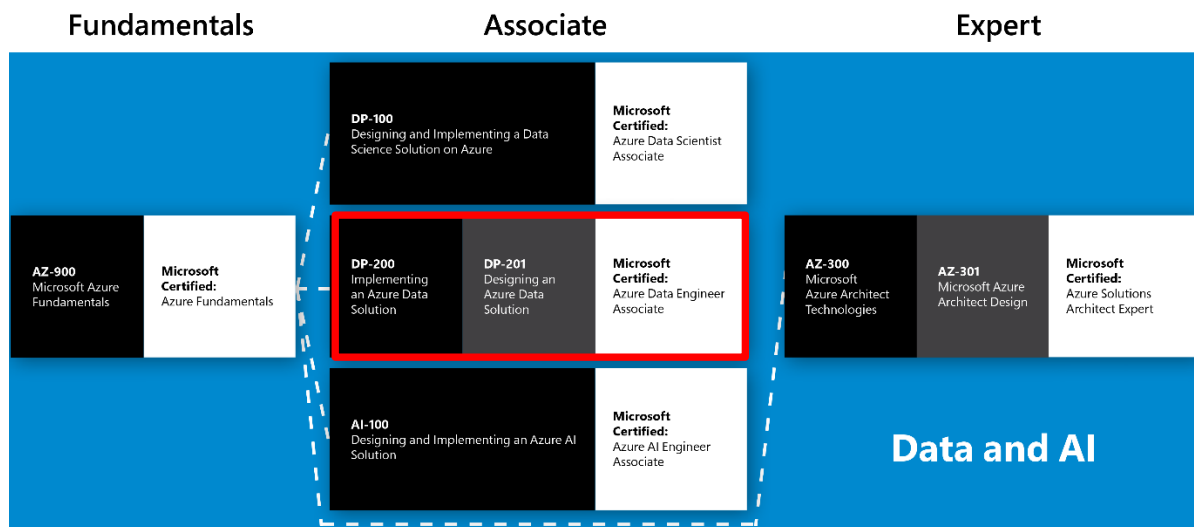 Fundamentals
Associate
Expert
DP-100
Designing and Implementing a Data
Science Solution on Azure
Microsoft
Certified:
Azure Data Scientist
Associate
AZ-900
Microsoft Azure
Fundamentals
Microsoft
Certified:
Azure Fundamentals
DP-200
Implementing
an Azure Data
Solution
DP-201
Designing an
Azure Data
Solution
Microsoft
Certified:
Azure Data Engineer
Associate
AZ-300
Microsoft
Azure Architect
Technologies
AZ-301
Microsoft Azure
Architect Design
Microsoft
Certified:
Azure Solutions
Architect Expert
AI-100
Designing and Implementing an Azure AI
Solution
Microsoft
Certified:
Azure AI Engineer
Associate
Data and AI